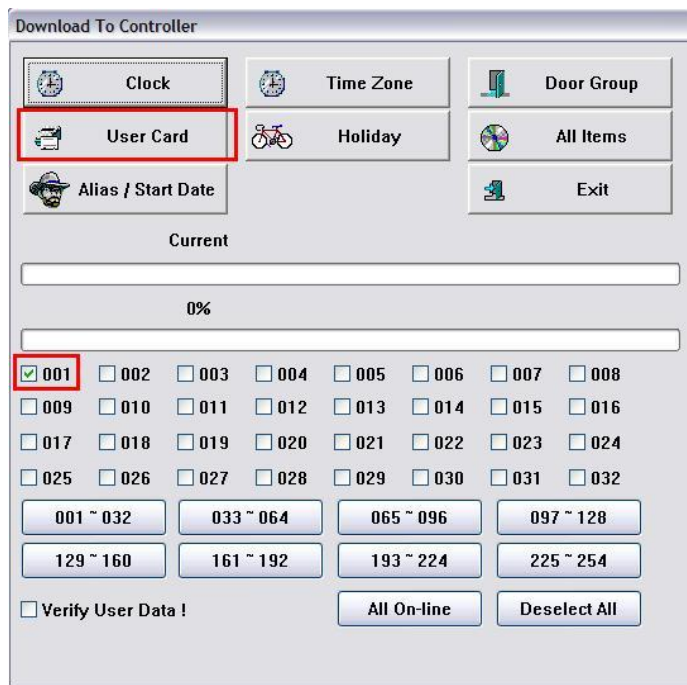 Download To Controller
Clock Time Zone Door Group
User Card Holiday All Items
Alias / Start Date Exit
Current
0%
001 002 003 004 005 006 007 008
009 010 011 012 013 014 015 016
017 018 019 020 021 022 023 024
025 026 027 028 029 030 031 032
001 ~ 032 033 ~ 064 065 ~ 096 097 ~ 128
129 ~ 160 161 ~ 192 193 ~ 224 225 ~ 254
Verify User Data ! All On-line Deselect All